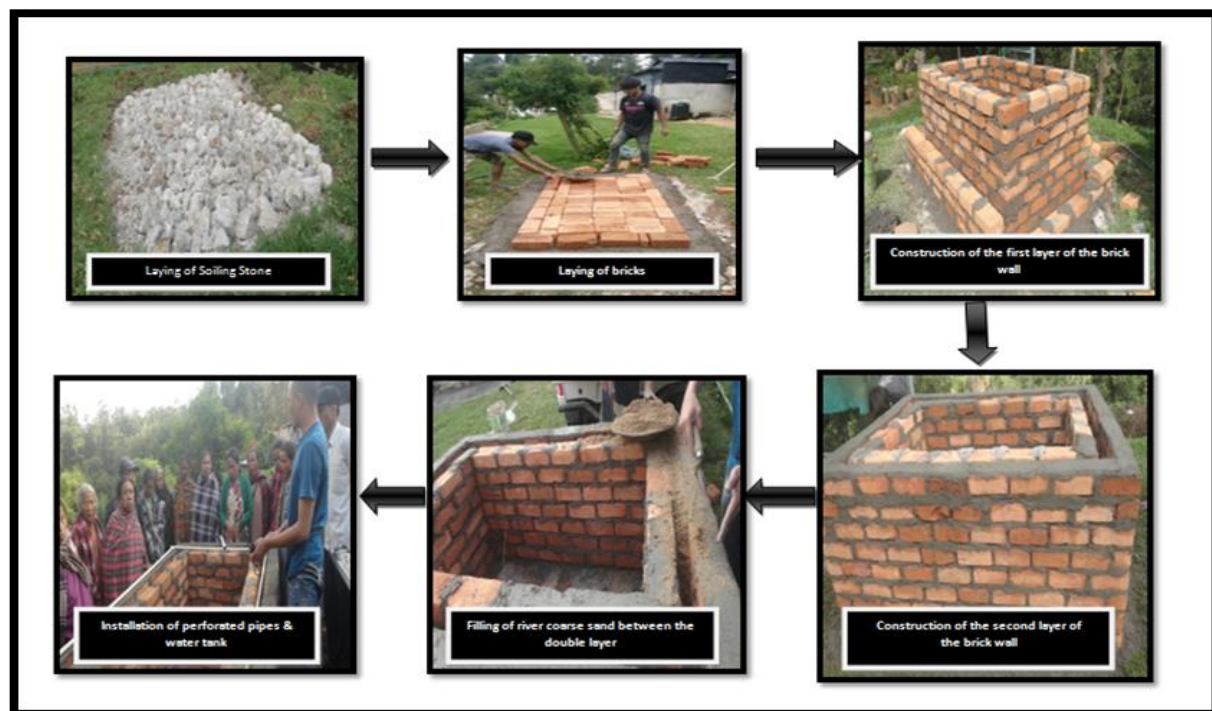 Laying of Soiling Stone
Laying of bricks
Construction of the first layer of the brick
wall
Construction of the second layer of
the brick wall
Filling of river coarse sand between the
double layer
Installation of perforated pipes &
water tank